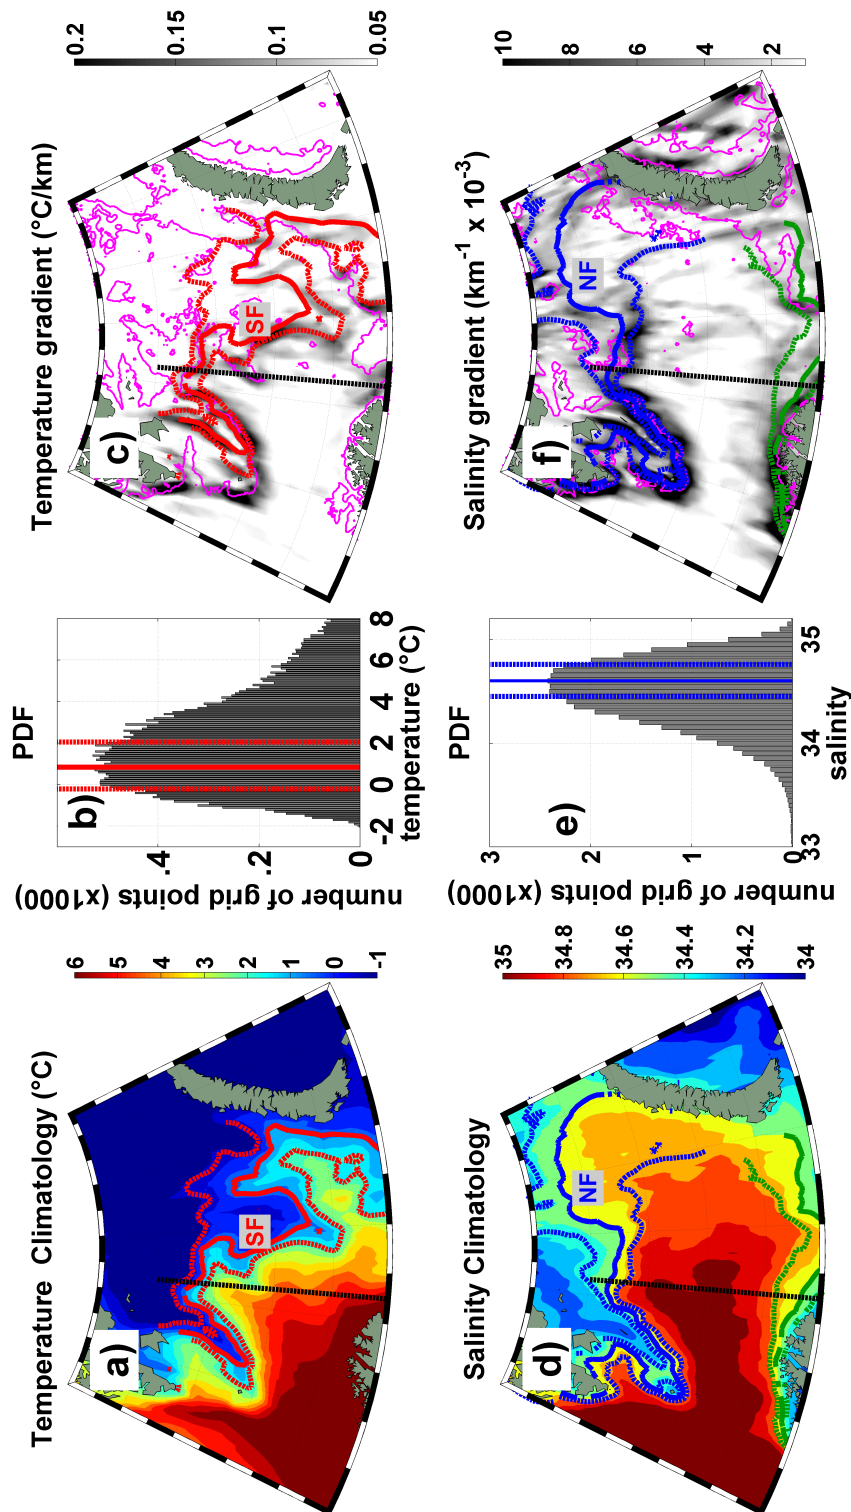 Temperature Climatology (°C)
a)
SF
6
5
4
3
2
1
0
-1
PDF
b)
number of grid points (x1000)
.4
.2
0
-2
0
2
4
6
8
temperature (°C)
Temperature gradient (°C/km)
c)
SF
0.2
0.15
0.1
0.05
Salinity Climatology
d)
NF
35
34.8
34.6
34.4
34.2
34
PDF
e)
number of grid points (x1000)
3
2
1
0
33
34
35
salinity
Salinity gradient (km⁻¹ x 10⁻³)
f)
NF
10
8
6
4
2